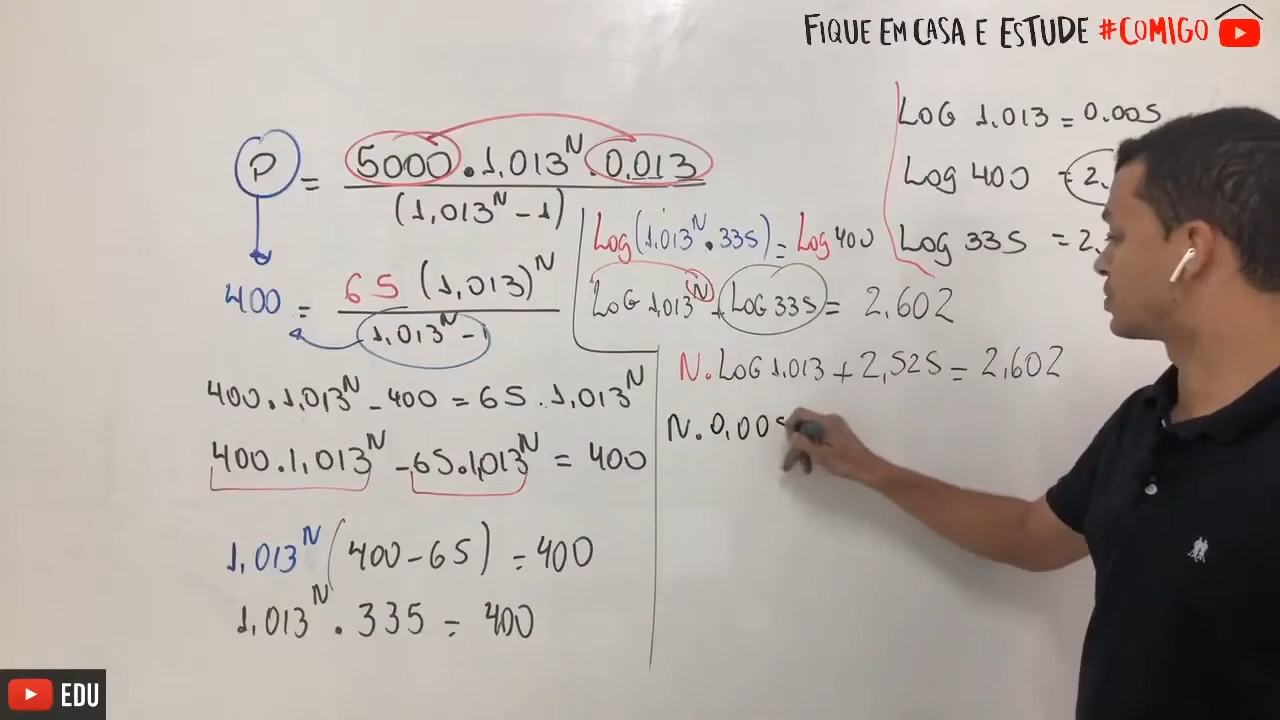 FIQUE EM CASA E ESTUDE #COMIGO
P = 5000 . 1,013^N . 0,013
(1,013^N - 1)
400 = 65 (1,013)^N
1,013^N -
400 . 1,013^N - 400 = 65 . 1,013^N
400 . 1,013^N - 65 . 1,013^N = 400
1,013^N (400 - 65) = 400
1,013^N . 335 = 400
Log (1,013^N . 335) = Log 400
LOG 1,013^N + LOG 335 = 2,602
N. LOG 1,013 + 2,525 = 2,602
N. 0,005
LOG 1,013 = 0.005
Log 400 = 2,
Log 335 = 2,
EDU